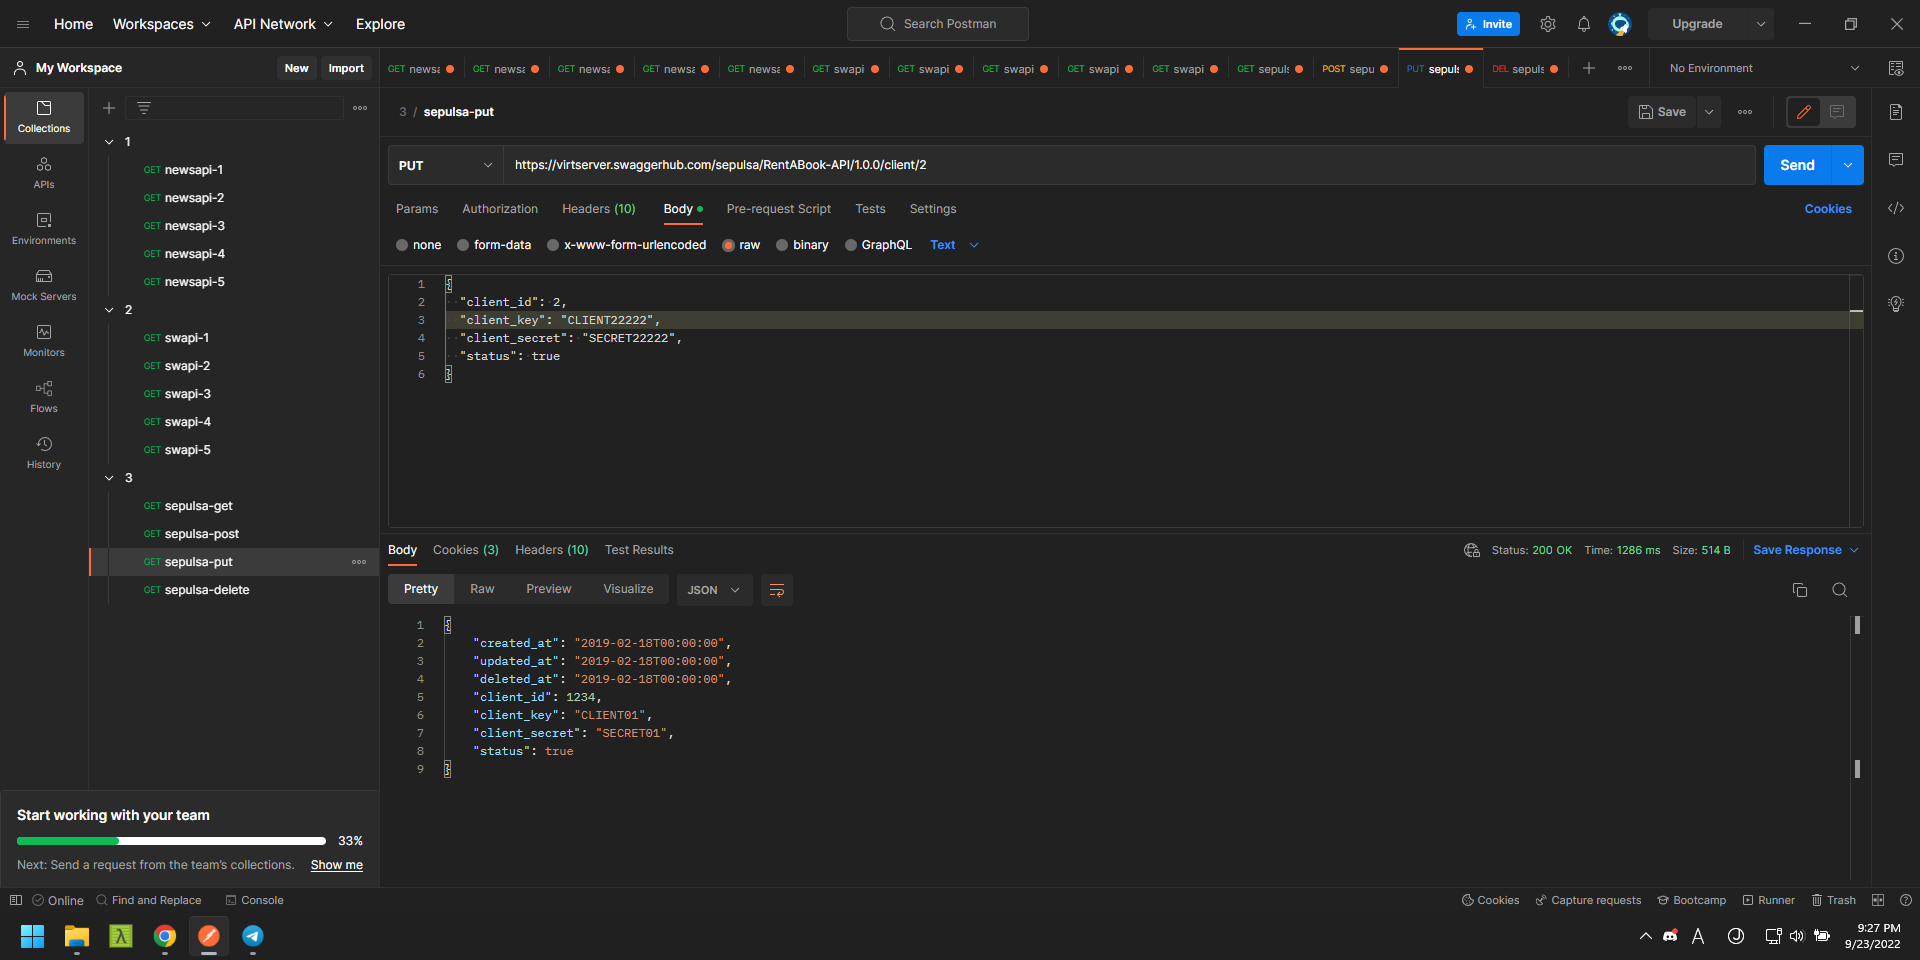 Home Workspaces API Network Explore Search Postman Invite Upgrade
My Workspace New Import
GET newsa GET newsa GET newsa GET newsa GET newsa GET swapi GET swapi GET swapi GET swapi GET swapi GET sepuls POST sepu PUT sepuls DEL sepuls No Environment
Collections
APIs
Environments
Mock Servers
Monitors
Flows
History
1
GET newsapi-1
GET newsapi-2
GET newsapi-3
GET newsapi-4
GET newsapi-5
2
GET swapi-1
GET swapi-2
GET swapi-3
GET swapi-4
GET swapi-5
3
GET sepulsa-get
GET sepulsa-post
GET sepulsa-put
GET sepulsa-delete
Start working with your team
33%
Next: Send a request from the team's collections. Show me
3 / sepulsa-put Save
PUT https://virtserver.swaggerhub.com/sepulsa/RentABook-API/1.0.0/client/2 Send
Params Authorization Headers (10) Body Pre-request Script Tests Settings Cookies
none form-data x-www-form-urlencoded raw binary GraphQL Text
1 {
2 "client_id": 2,
3 "client_key": "CLIENT22222",
4 "client_secret": "SECRET22222",
5 "status": true
6 }
Body Cookies (3) Headers (10) Test Results Status: 200 OK Time: 1286 ms Size: 514 B Save Response
Pretty Raw Preview Visualize JSON
1 {
2 "created_at": "2019-02-18T00:00:00",
3 "updated_at": "2019-02-18T00:00:00",
4 "deleted_at": "2019-02-18T00:00:00",
5 "client_id": 1234,
6 "client_key": "CLIENT01",
7 "client_secret": "SECRET01",
8 "status": true
9 }
Online Find and Replace Console Cookies Capture requests Bootcamp Runner Trash
9:27 PM
9/23/2022